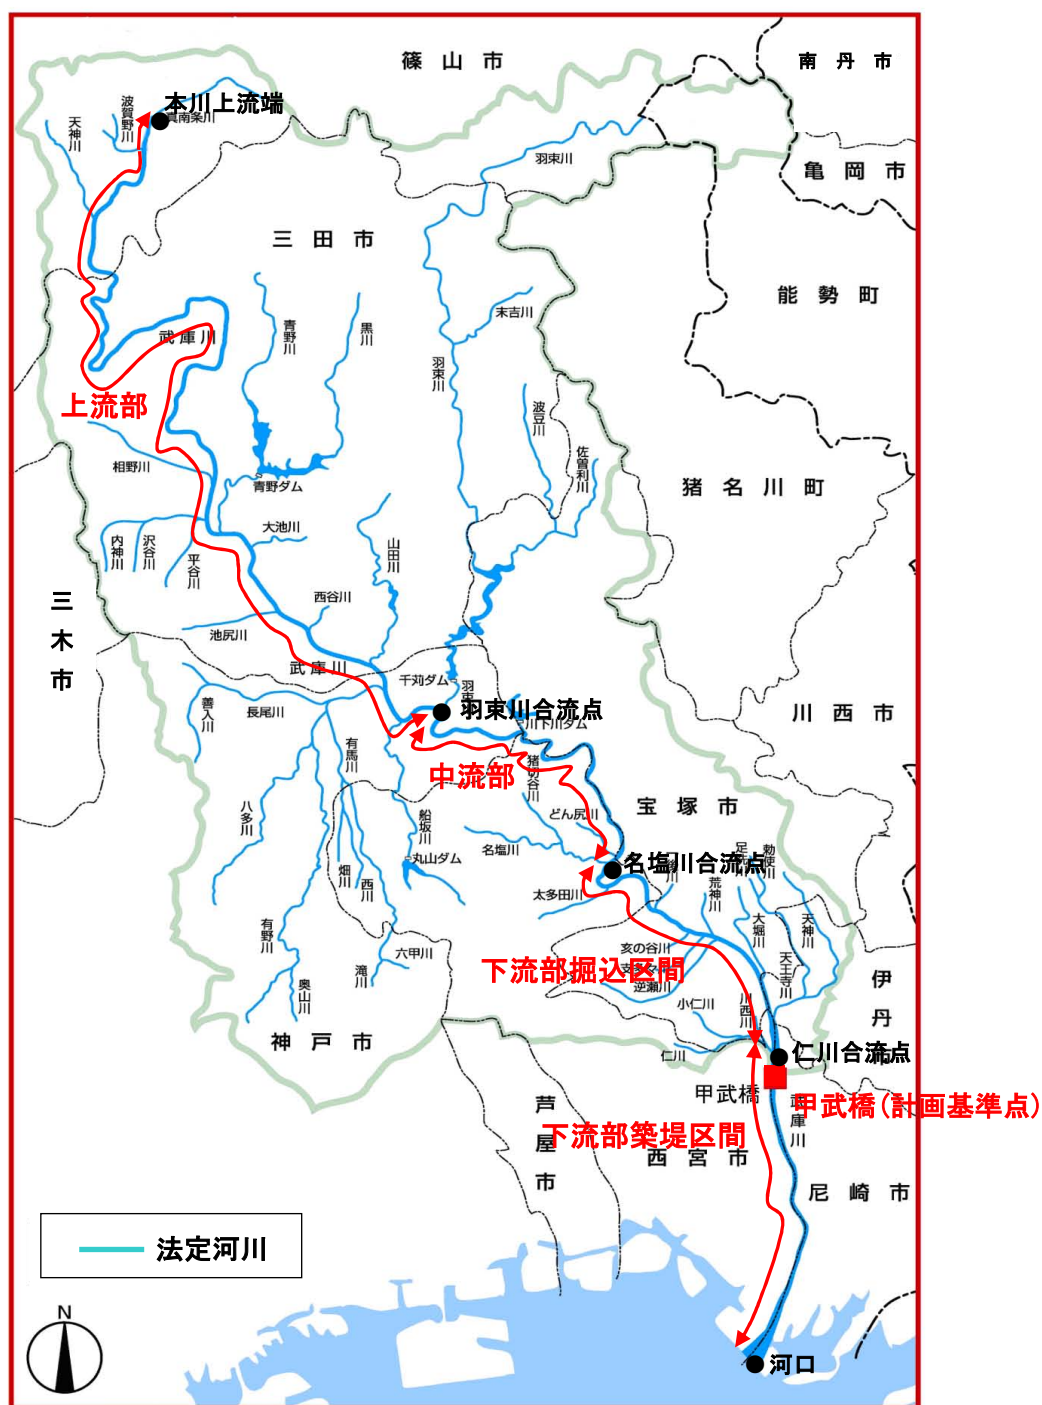 篠山市
南丹市
本川上流端
真南条川
波賀野川
天神川
羽束川
亀岡市
三田市
能勢町
末吉川
武庫川
青野川
黒川
羽束川
上流部
波豆川
佐曽利川
相野川
青野ダム
猪名川町
大池川
内神川
沢谷川
平谷川
山田川
三木市
西谷川
池尻川
武庫川
千苅ダム
羽束川合流点
善入川
長尾川
川西市
川下川ダム
有馬川
中流部
猪切谷川
宝塚市
八多川
船坂川
どん尻川
名塩川
丸山ダム
足洗川
勅使川
名塩川合流点
畑川
西川
太多田川
荒神川
有野川
大堀川
天神川
六甲川
亥の谷川
天王寺川
下流部掘込区間
滝川
逆瀬川
伊丹市
奥山川
小仁川
川西川
神戸市
仁川
仁川合流点
甲武橋
甲武橋(計画基準点)
武庫川
芦屋市
下流部築堤区間
西宮市
尼崎市
法定河川
N
河口